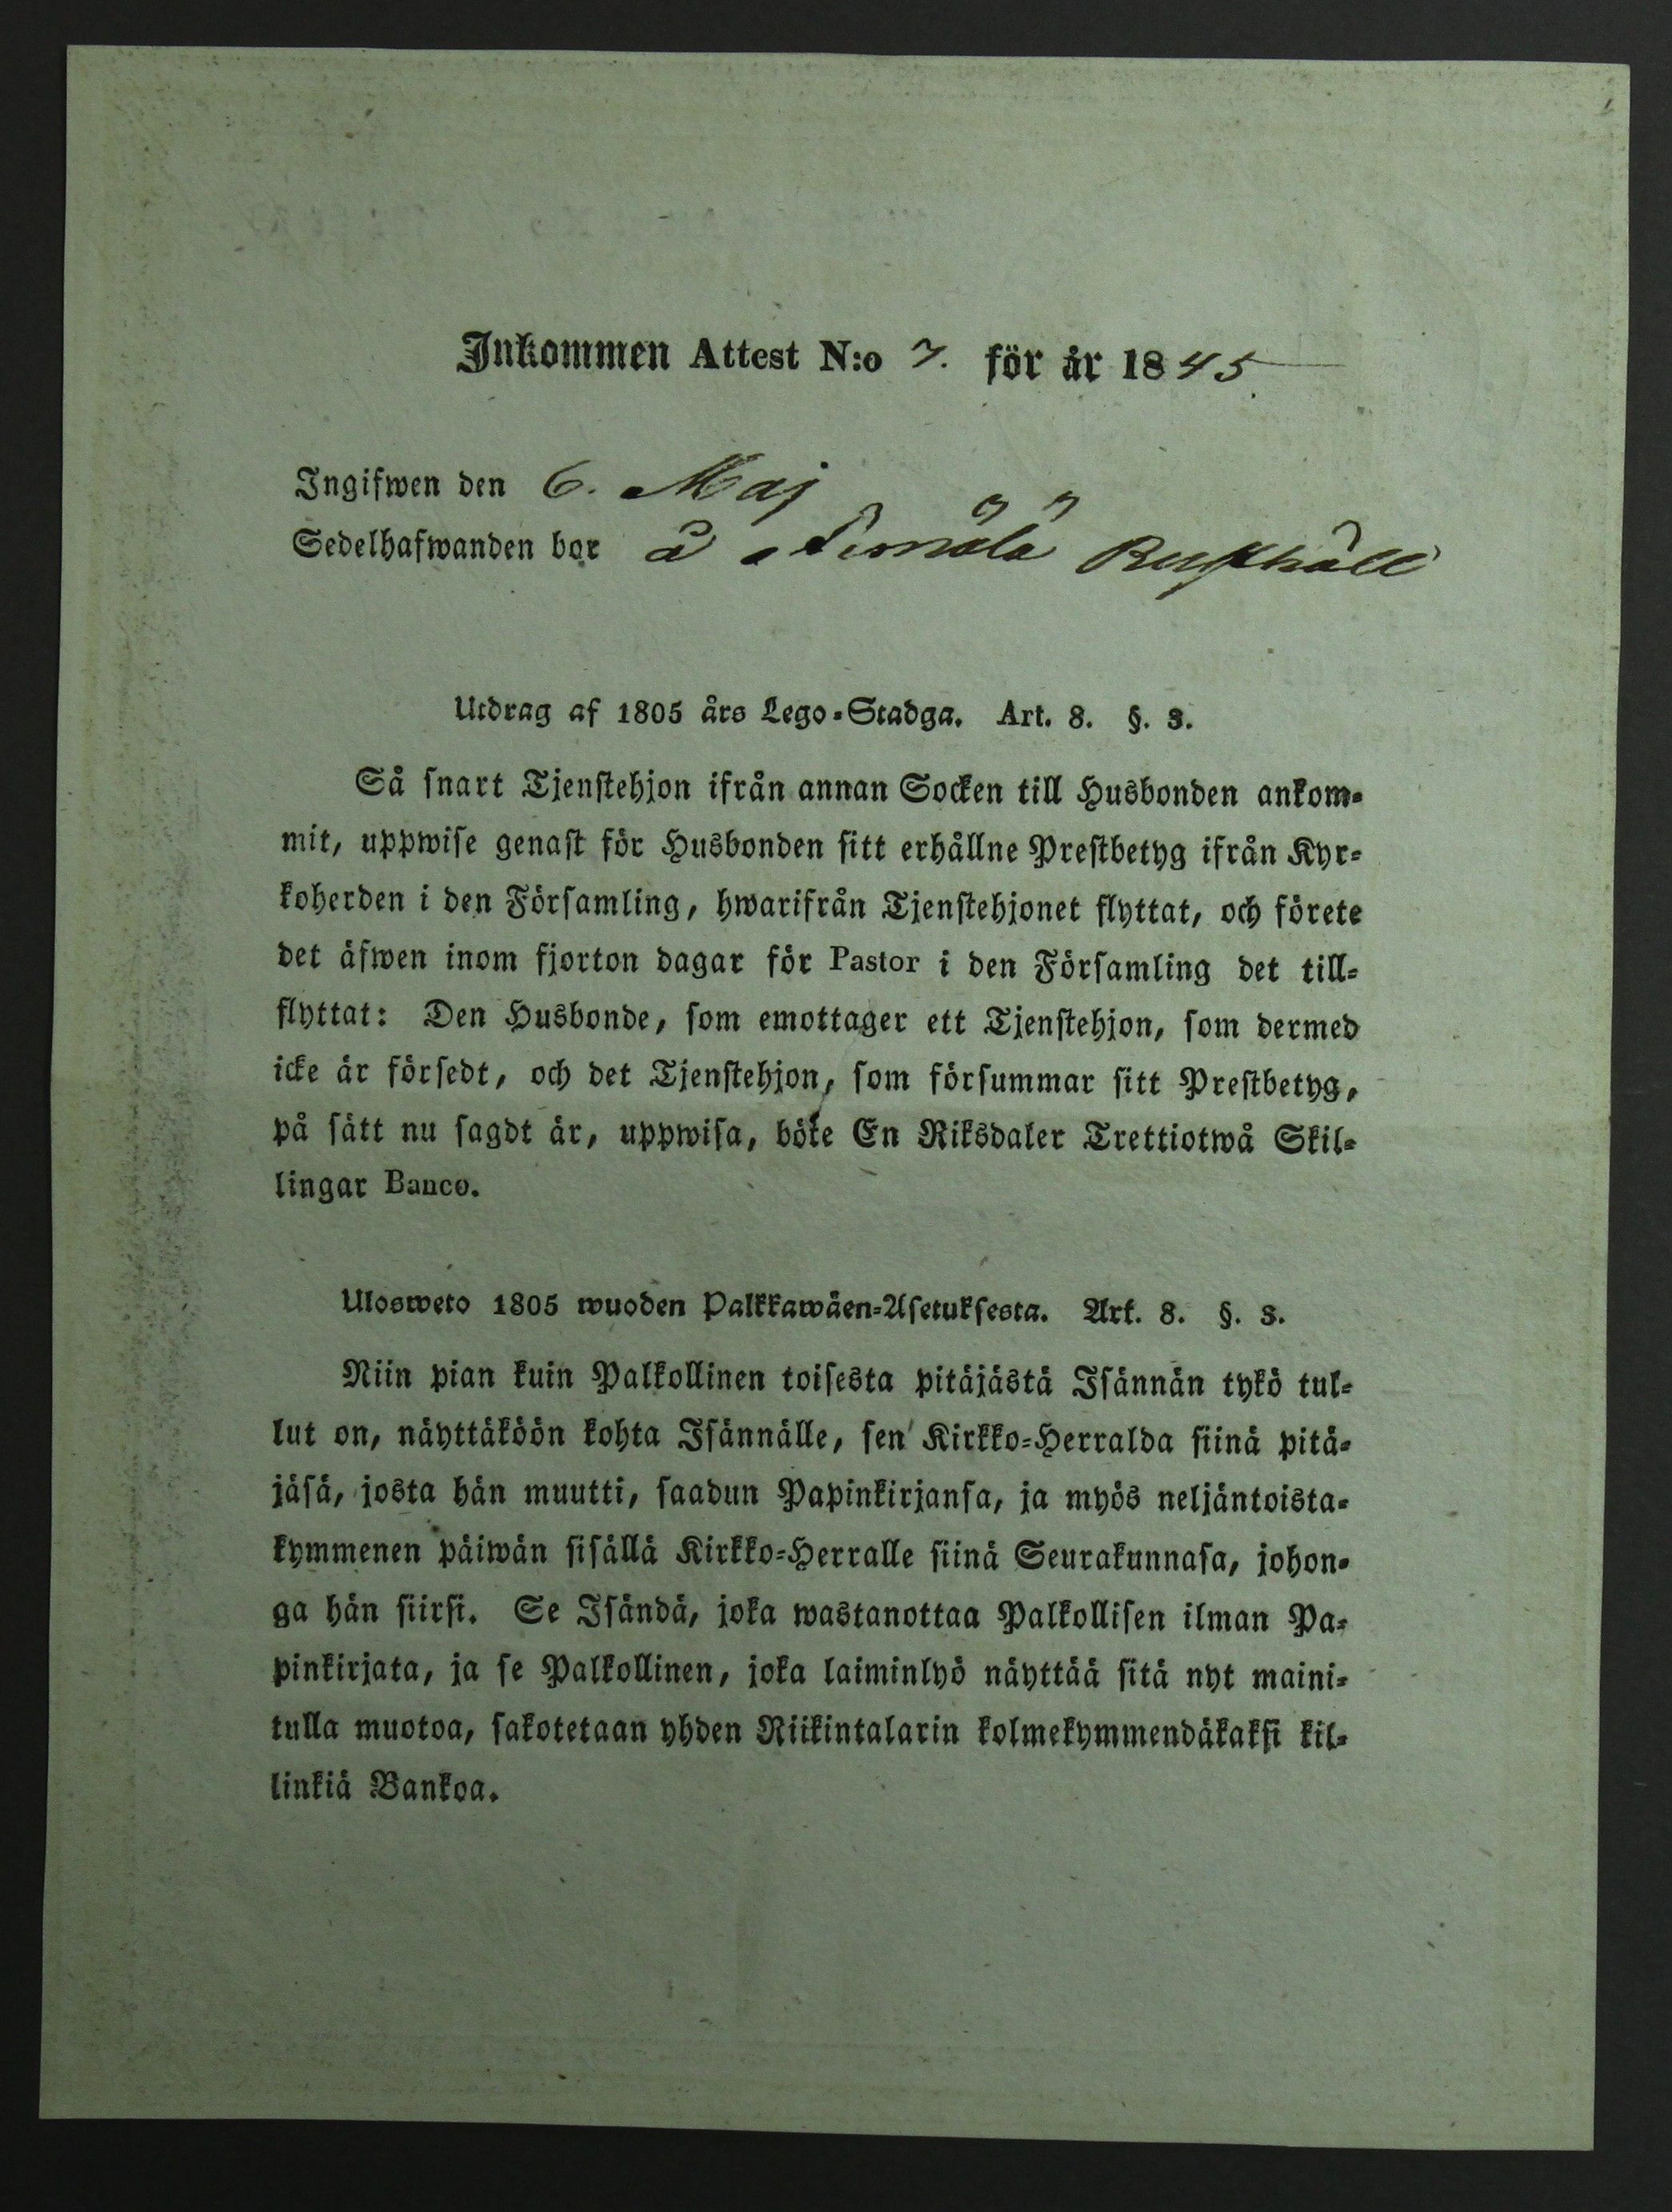 Inkommen Attest N:o 7. för år 1845
Ingifwen den 6. Maj
Sedelhafwanden bor å Rusthåll
Utdrag af 1805 års Lego-Stadga. Art. 8. §. 3.
Så snart Tjenstehjon ifrån annan Socken till Husbonden ankom-
mit, uppwise genast för Husbonden sitt erhållne Prestbetyg ifrån Kyr-
koherden i den Församling, hwarifrån Tjenstehjonet flyttat, och förete
det äfwen inom fjorton dagar för Pastor i den Församling det till-
flyttat: Den Husbonde, som emottager ett Tjenstehjon, som dermed
icke är försedt, och det Tjenstehjon, som försummar sitt Prestbetyg,
på sätt nu sagdt är, uppwisa, böte En Riksdaler Trettiotwå Skil-
lingar Banco.
Ulosweto 1805 wuoden Palkkawäen-Asetuksesta. Art. 8. §. 3.
Niin pian kuin Palkollinen toisesta pitäjästä Isännän tykö tul-
lut on, näyttäköön kohta Isännälle, sen Kirkko-Herralda siinä pitä-
jäsä, josta hän muutti, saadun Papinkirjansa, ja myös neljäntoista-
kymmenen päiwän sisällä Kirkko-Herralle siinä Seurakunnasa, johon-
ga hän siirsi. Se Isändä, joka wastanottaa Palkollisen ilman Pa-
pinkirjata, ja se Palkollinen, joka laiminlyö näyttää sitä nyt maini-
tulla muotoa, sakotetaan yhden Riikintalarin kolmekymmendäkaksi kil-
linkiä Bankoa.